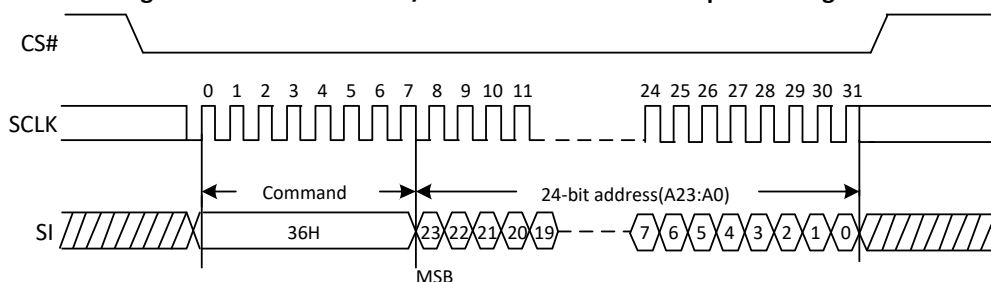 CS#
0 1 2 3 4 5 6 7 8 9 10 11 24 25 26 27 28 29 30 31
SCLK
Command 24-bit address(A23:A0)
SI 36H 23 22 21 20 19 7 6 5 4 3 2 1 0
MSB